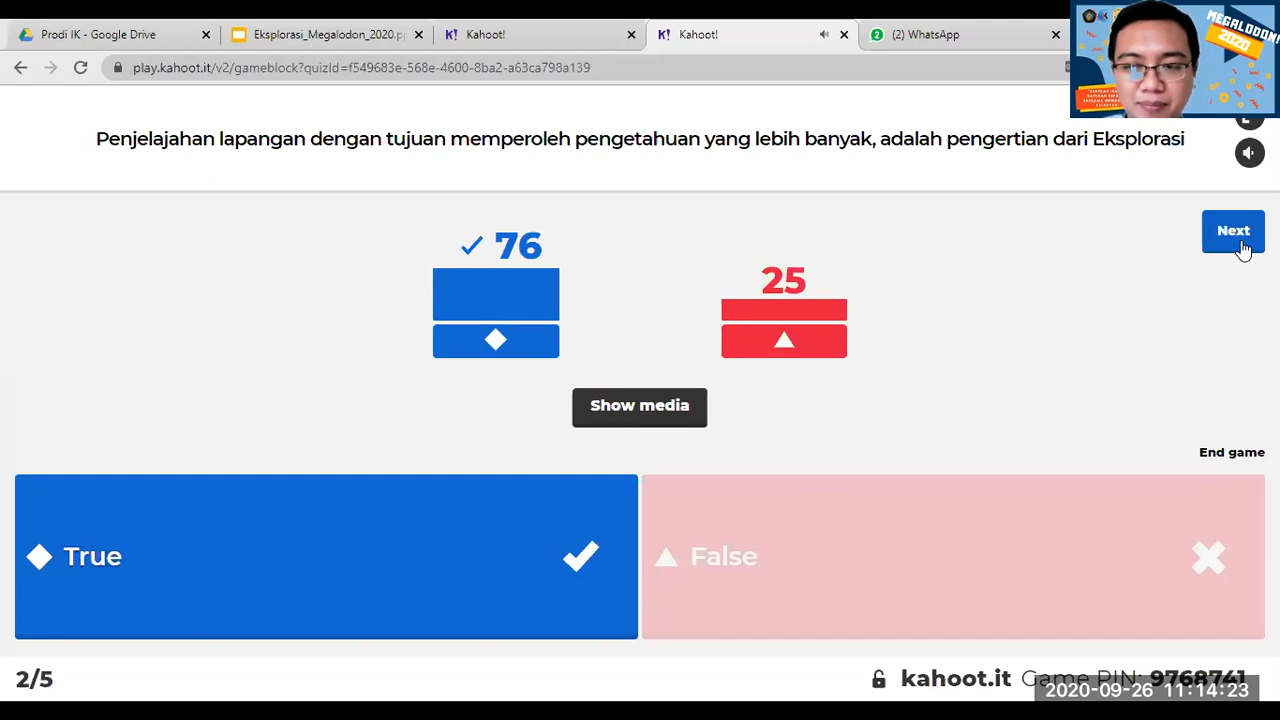 Prodi IK - Google Drive
Eksplorasi_Megalodon_2020.p
Kahoot!
Kahoot!
(2) WhatsApp
MEGALODON!
2020
play.kahoot.it/v2/gameblock?quizId=f549683e-568e-4600-8ba2-a63ca798a139
Penjelajahan lapangan dengan tujuan memperoleh pengetahuan yang lebih banyak, adalah pengertian dari Eksplorasi
Next
76
25
Show media
End game
True
False
2/5
kahoot.it Game PIN: 9768741
2020-09-26 11:14:23